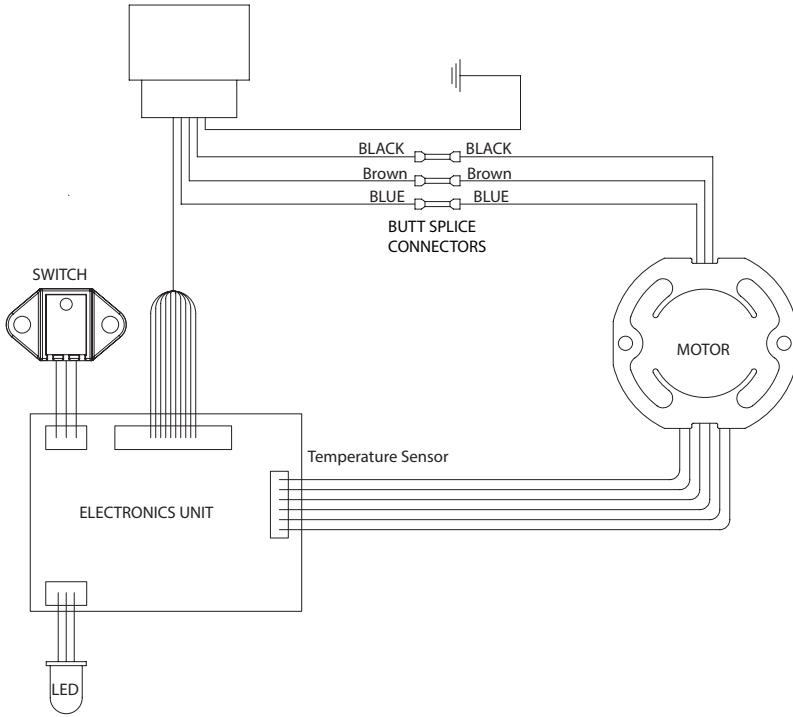 BLACK BLACK
Brown Brown
BLUE BLUE
BUTT SPLICE
CONNECTORS
SWITCH
MOTOR
Temperature Sensor
ELECTRONICS UNIT
LED